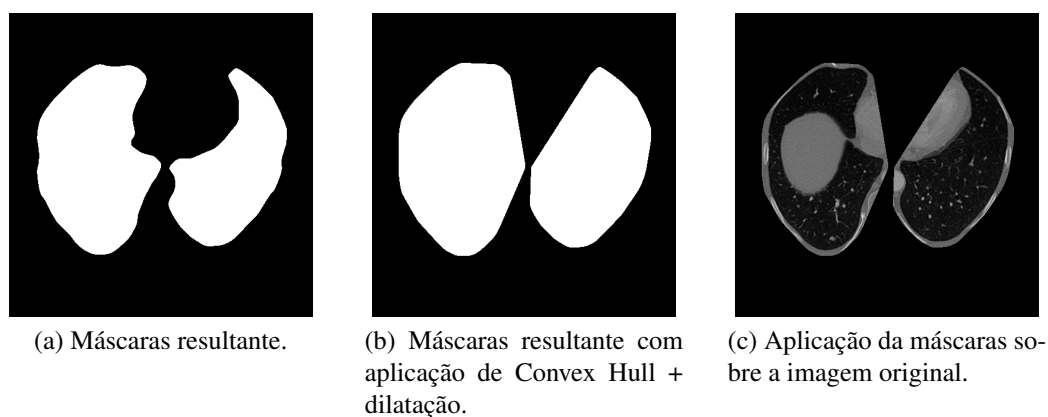 (a) Máscaras resultante.
(b) Máscaras resultante com
aplicação de Convex Hull +
dilatação.
(c) Aplicação da máscaras so-
bre a imagem original.